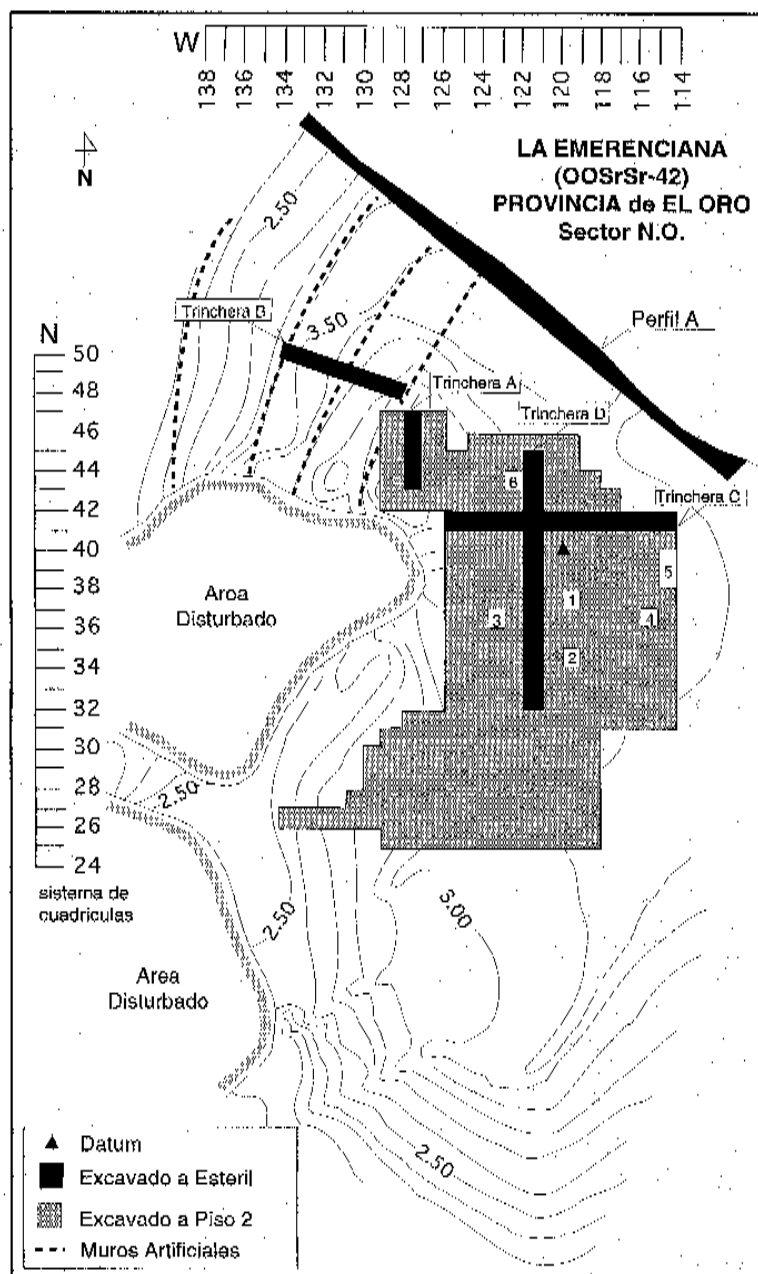 W
138 136 134 132 130 128 126 124 122 120 118 116 114
N
LA EMERENCIANA
(OOSrSr-42)
PROVINCIA de EL ORO
Sector N.O.
2.50
Trinchera B
3.50
Perfil A
N
50
48
46
44
42
40
38
36
34
32
30
28
26
24
sistema de
cuadriculas
Trinchera A
Trinchera D
Trinchera C
6
5
1
3
4
2
Area
Disturbado
2.50
2.50
3.00
Area
Disturbado
2.50
Datum
Excavado a Esteril
Excavado a Piso 2
Muros Artificiales